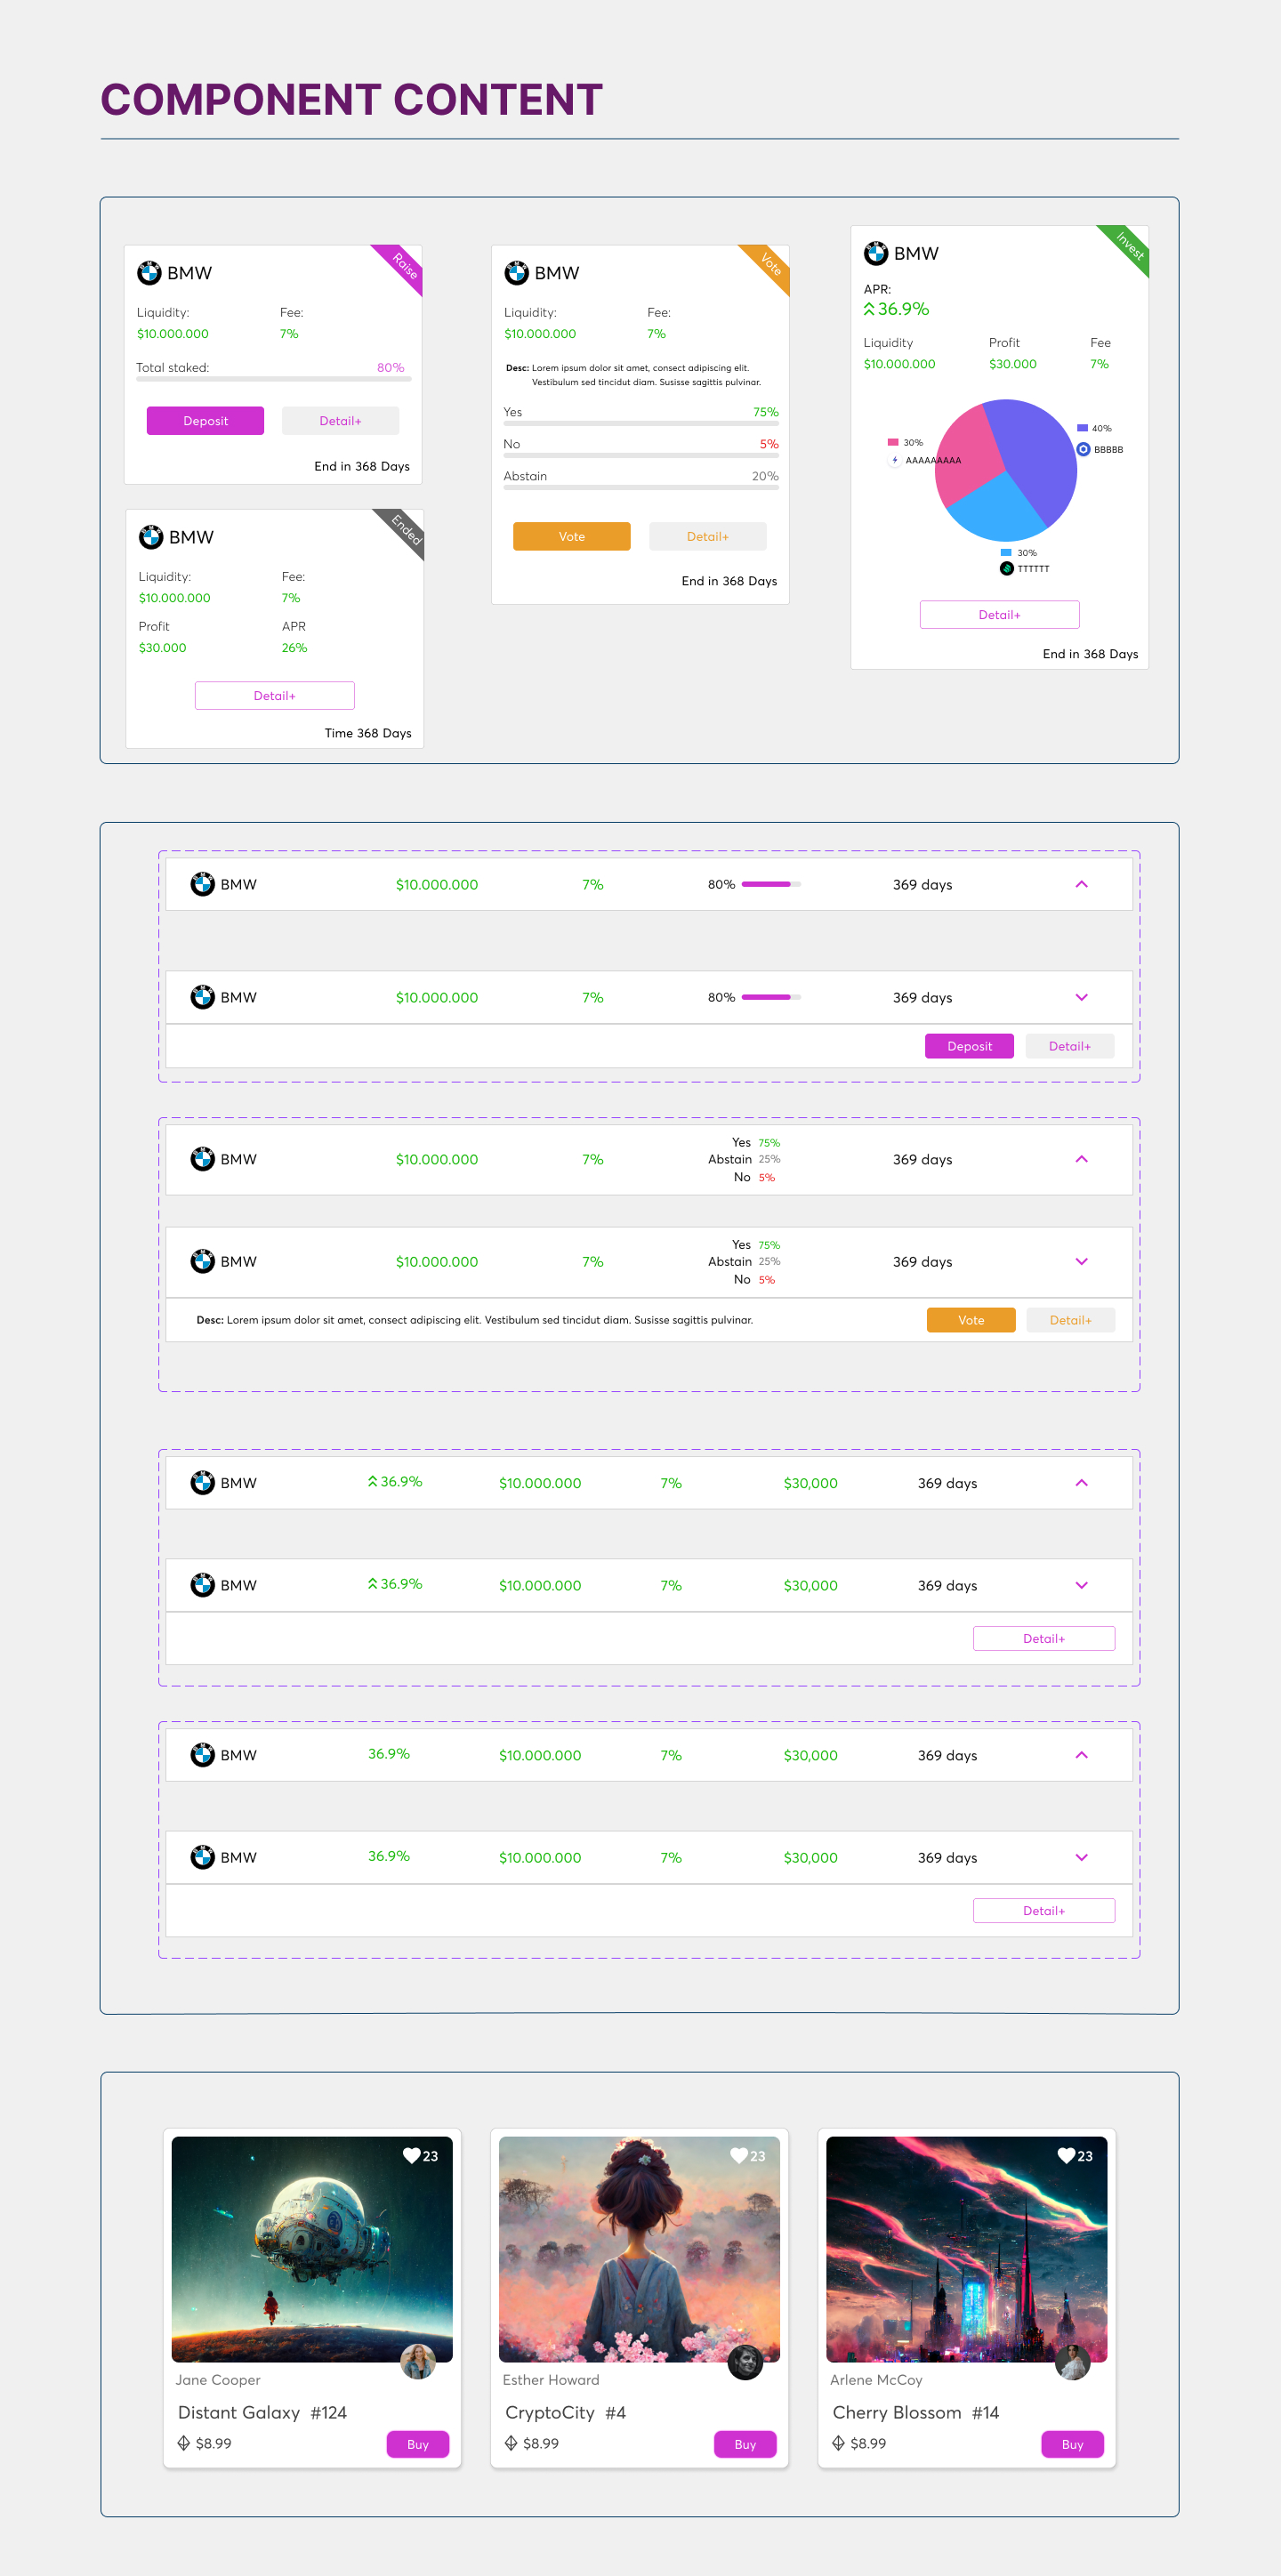 COMPONENT CONTENT
BMW
Raise
Liquidity: Fee:
$10.000.000 7%
Total staked: 80%
Deposit Detail+
End in 368 Days
BMW
Ended
Liquidity: Fee:
$10.000.000 7%
Profit APR
$30.000 26%
Detail+
Time 368 Days
BMW
Vote
Liquidity: Fee:
$10.000.000 7%
Desc: Lorem ipsum dolor sit amet, consect adipiscing elit.
Vestibulum sed tincidut diam. Susisse sagittis pulvinar.
Yes 75%
No 5%
Abstain 20%
Vote Detail+
End in 368 Days
BMW
Invest
APR:
36.9%
Liquidity Profit Fee
$10.000.000 $30.000 7%
40%
BBBBB
30%
AAAAAAAAA
30%
TTTTTT
Detail+
End in 368 Days
BMW $10.000.000 7% 80% 369 days
BMW $10.000.000 7% 80% 369 days
Deposit Detail+
BMW $10.000.000 7% Yes 75% 369 days
Abstain 25%
No 5%
BMW $10.000.000 7% Yes 75% 369 days
Abstain 25%
No 5%
Desc: Lorem ipsum dolor sit amet, consect adipiscing elit. Vestibulum sed tincidut diam. Susisse sagittis pulvinar. Vote Detail+
BMW 36.9% $10.000.000 7% $30,000 369 days
BMW 36.9% $10.000.000 7% $30,000 369 days
Detail+
BMW 36.9% $10.000.000 7% $30,000 369 days
BMW 36.9% $10.000.000 7% $30,000 369 days
Detail+
23
Jane Cooper
Distant Galaxy #124
$8.99 Buy
23
Esther Howard
CryptoCity #4
$8.99 Buy
23
Arlene McCoy
Cherry Blossom #14
$8.99 Buy